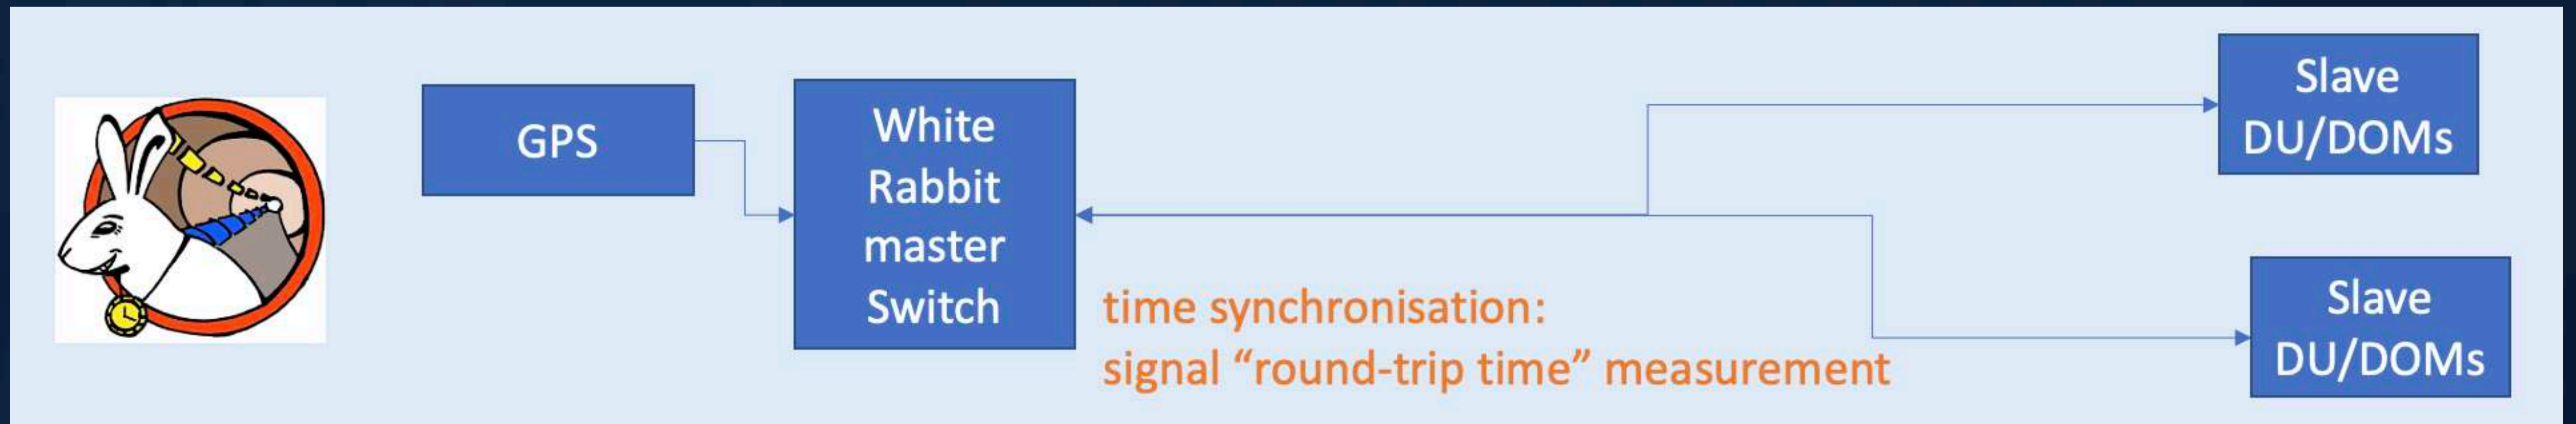 GPS
White
Rabbit
master
Switch
time synchronisation:
signal “round-trip time” measurement
Slave
DU/DOMs
Slave
DU/DOMs